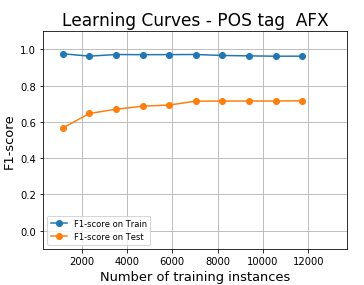 Learning Curves - POS tag  AFX
F1-score
1.0
0.8
0.6
0.4
0.2
0.0
F1-score on Train
F1-score on Test
2000 4000 6000 8000 10000 12000
Number of training instances